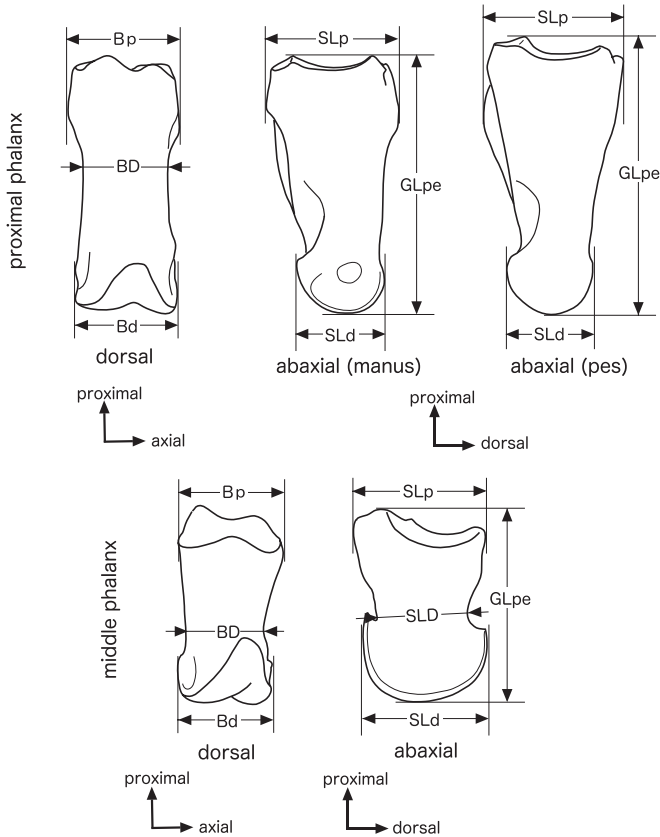 SLp
Bp
SLp
proximal phalanx
BD
GLpe
GLpe
Bd
SLd
SLd
dorsal
abaxial (manus)
abaxial (pes)
proximal
axial
proximal
dorsal
Bp
SLp
middle phalanx
BD
SLD
GLpe
Bd
SLd
dorsal
abaxial
proximal
axial
proximal
dorsal